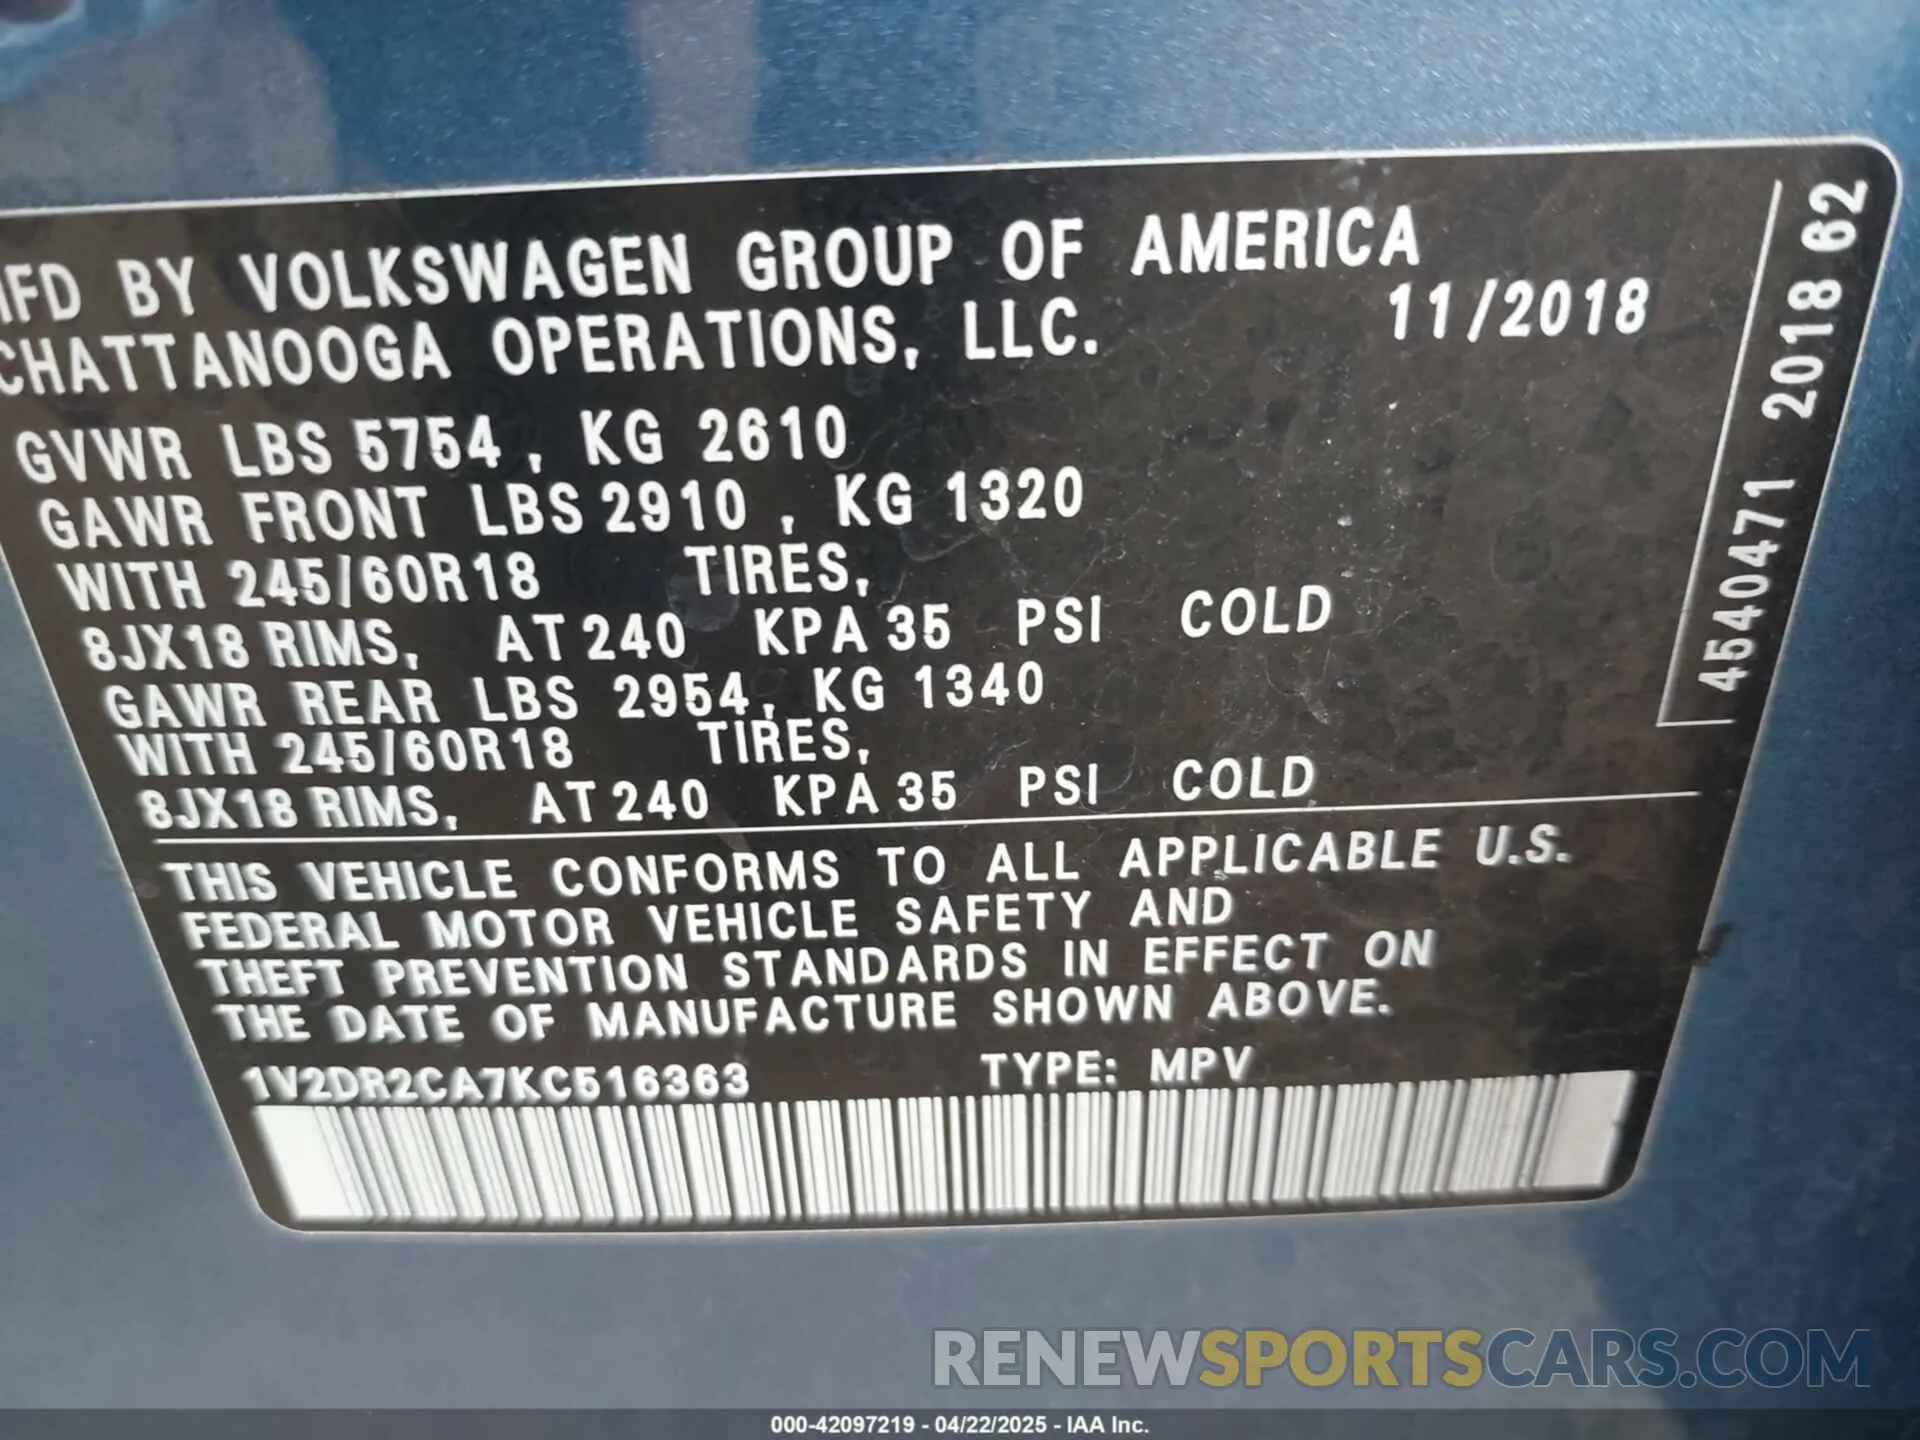 MFD BY VOLKSWAGEN GROUP OF AMERICA
CHATTANOOGA OPERATIONS, LLC. 11/2018
GVWR LBS 5754 , KG 2610
GAWR FRONT LBS 2910 , KG 1320
WITH 245/60R18 TIRES,
8JX18 RIMS, AT 240 KPA 35 PSI COLD
GAWR REAR LBS 2954, KG 1340
WITH 245/60R18 TIRES,
8JX18 RIMS, AT 240 KPA 35 PSI COLD
THIS VEHICLE CONFORMS TO ALL APPLICABLE U.S.
FEDERAL MOTOR VEHICLE SAFETY AND
THEFT PREVENTION STANDARDS IN EFFECT ON
THE DATE OF MANUFACTURE SHOWN ABOVE.
1V2DR2CA7KC516363 TYPE: MPV
4540471 2018 62
RENEWSPORTSCARS.COM
000-42097219 - 04/22/2025 - IAA Inc.